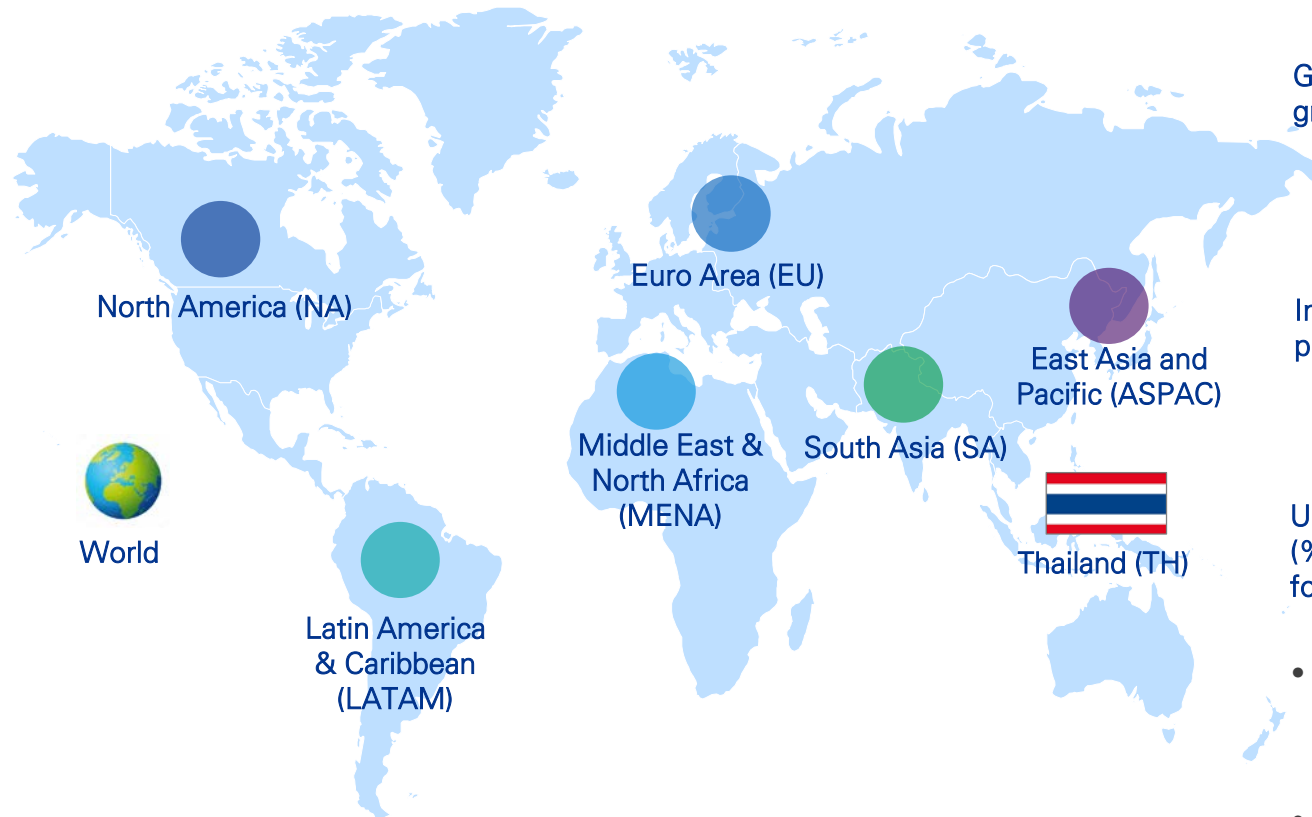 North America (NA)
Euro Area (EU)
East Asia and
Pacific (ASPAC)
Middle East &
North Africa
(MENA)
South Asia (SA)
World
Thailand (TH)
Latin America
& Caribbean
(LATAM)